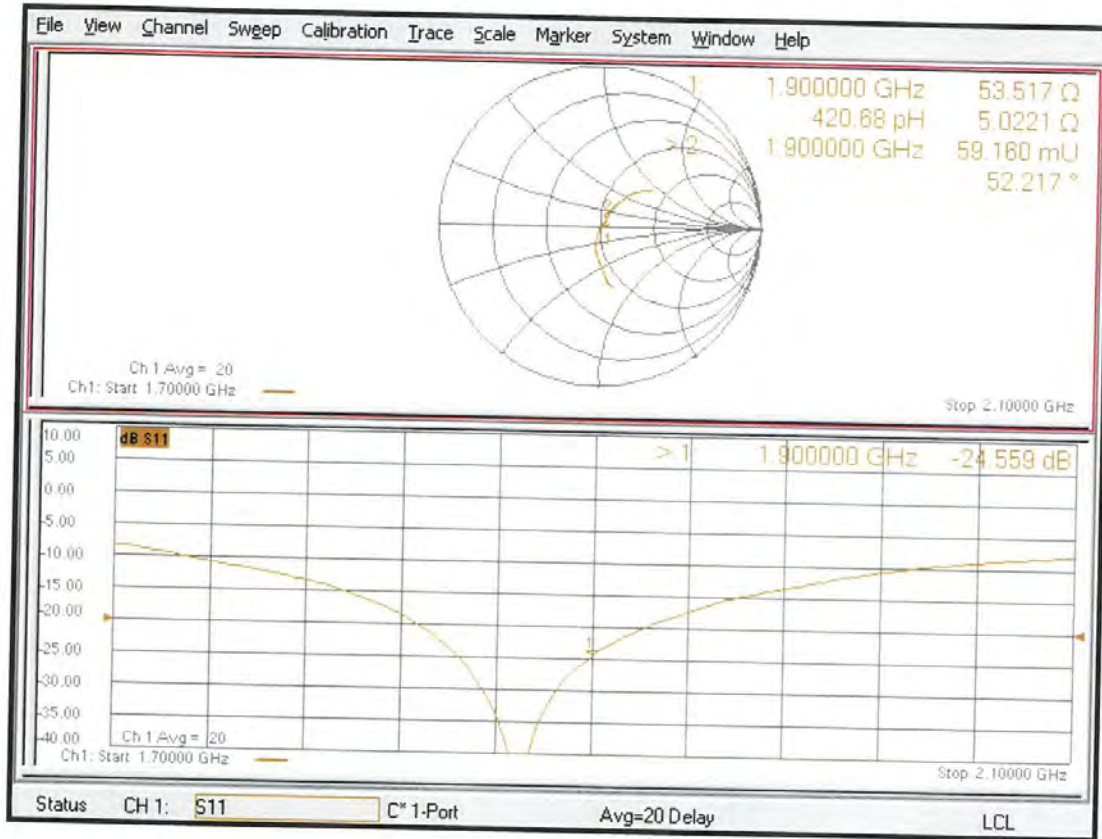 File View Channel Sweep Calibration Trace Scale Marker System Window Help
1: 1.900000 GHz 53.517 Ω
420.68 pH 5.0221 Ω
> 2: 1.900000 GHz 59.160 mU
52.217 °
Ch 1 Avg = 20
Ch1: Start 1.70000 GHz
Stop 2.10000 GHz
10.00
dB S11
> 1: 1.900000 GHz -24.559 dB
5.00
0.00
-5.00
-10.00
-15.00
-20.00
1
-25.00
-30.00
-35.00
-40.00
Ch 1 Avg = 20
Ch1: Start 1.70000 GHz
Stop 2.10000 GHz
Status CH 1: S11 C* 1-Port Avg=20 Delay LCL